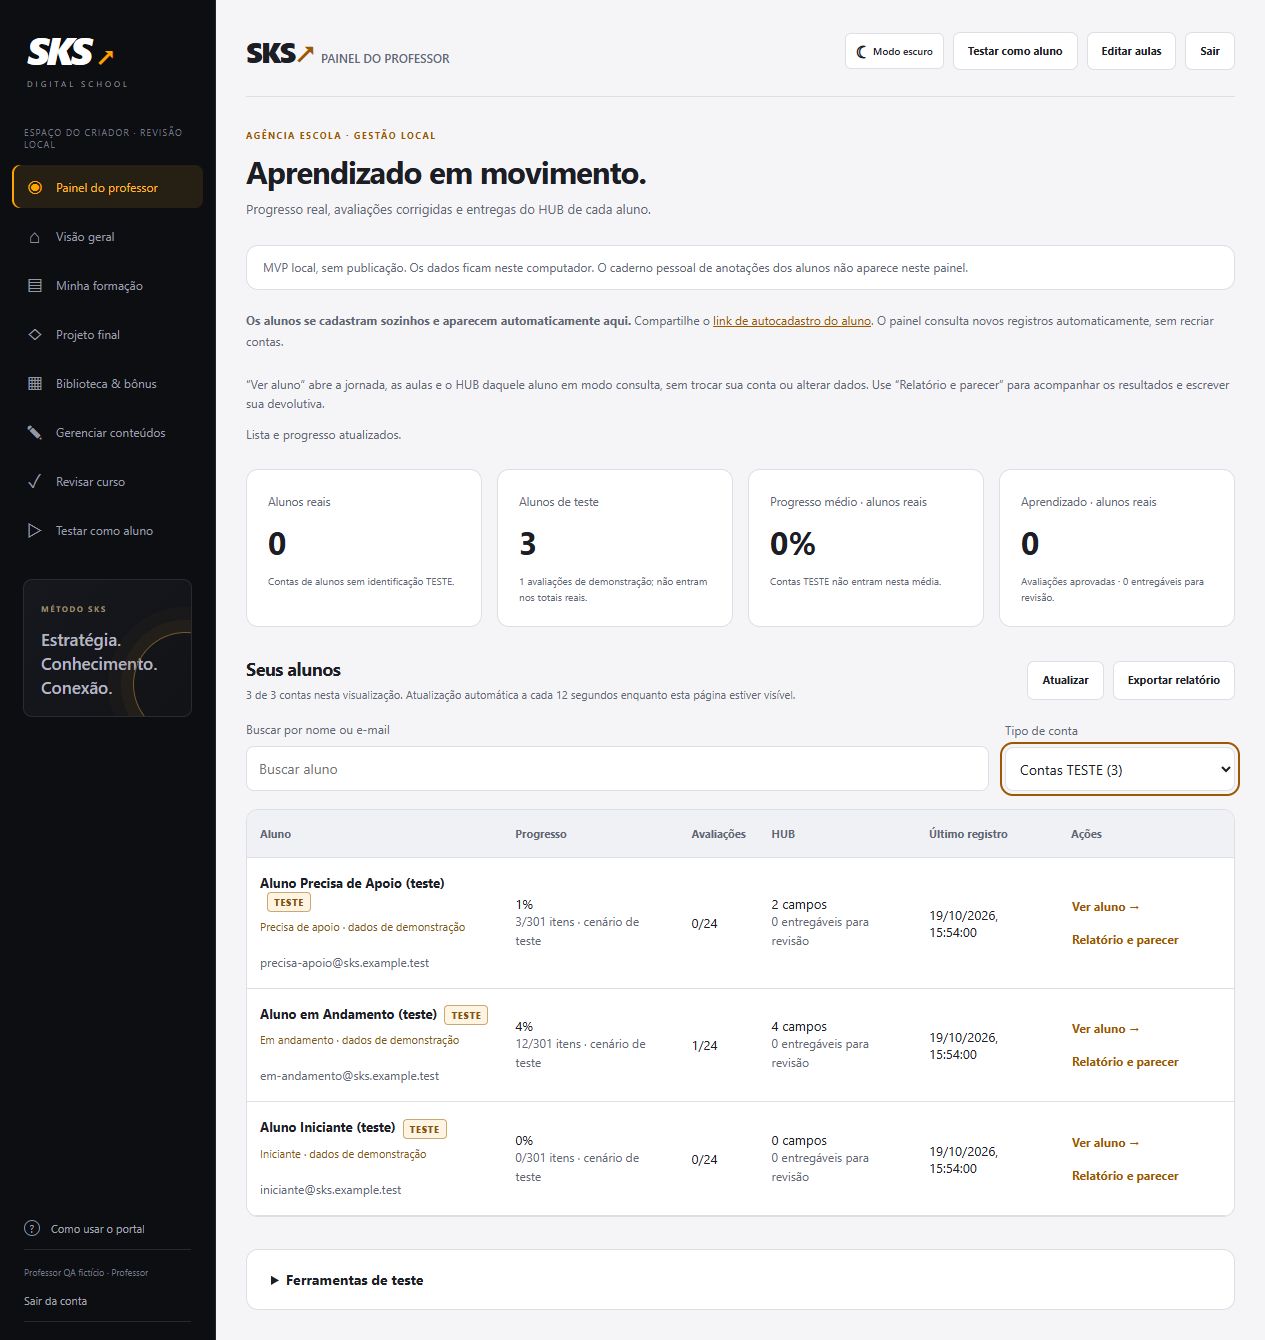 SKS
DIGITAL SCHOOL
ESPAÇO DO CRIADOR · REVISÃO
LOCAL
Painel do professor
Visão geral
Minha formação
Projeto final
Biblioteca & bônus
Gerenciar conteúdos
Revisar curso
Testar como aluno
MÉTODO SKS
Estratégia.
Conhecimento.
Conexão.
Como usar o portal
Professor QA fictício · Professor
Sair da conta
SKS PAINEL DO PROFESSOR
Modo escuro
Testar como aluno
Editar aulas
Sair
AGÊNCIA ESCOLA · GESTÃO LOCAL
Aprendizado em movimento.
Progresso real, avaliações corrigidas e entregas do HUB de cada aluno.
MVP local, sem publicação. Os dados ficam neste computador. O caderno pessoal de anotações dos alunos não aparece neste painel.
Os alunos se cadastram sozinhos e aparecem automaticamente aqui. Compartilhe o link de autocadastro do aluno. O painel consulta novos registros automaticamente, sem recriar
contas.
“Ver aluno” abre a jornada, as aulas e o HUB daquele aluno em modo consulta, sem trocar sua conta ou alterar dados. Use “Relatório e parecer” para acompanhar os resultados e escrever
sua devolutiva.
Lista e progresso atualizados.
Alunos reais
0
Contas de alunos sem identificação TESTE.
Alunos de teste
3
1 avaliações de demonstração; não entram
nos totais reais.
Progresso médio · alunos reais
0%
Contas TESTE não entram nesta média.
Aprendizado · alunos reais
0
Avaliações aprovadas · 0 entregáveis para
revisão.
Seus alunos
3 de 3 contas nesta visualização. Atualização automática a cada 12 segundos enquanto esta página estiver visível.
Atualizar
Exportar relatório
Buscar por nome ou e-mail
Buscar aluno
Tipo de conta
Contas TESTE (3)
Aluno Progresso Avaliações HUB Último registro Ações
Aluno Precisa de Apoio (teste)
TESTE
Precisa de apoio · dados de demonstração
precisa-apoio@sks.example.test
1%
3/301 itens · cenário de
teste
0/24
2 campos
0 entregáveis para
revisão
19/10/2026,
15:54:00
Ver aluno →
Relatório e parecer
Aluno em Andamento (teste) TESTE
Em andamento · dados de demonstração
em-andamento@sks.example.test
4%
12/301 itens · cenário de
teste
1/24
4 campos
0 entregáveis para
revisão
19/10/2026,
15:54:00
Ver aluno →
Relatório e parecer
Aluno Iniciante (teste) TESTE
Iniciante · dados de demonstração
iniciante@sks.example.test
0%
0/301 itens · cenário de
teste
0/24
0 campos
0 entregáveis para
revisão
19/10/2026,
15:54:00
Ver aluno →
Relatório e parecer
Ferramentas de teste